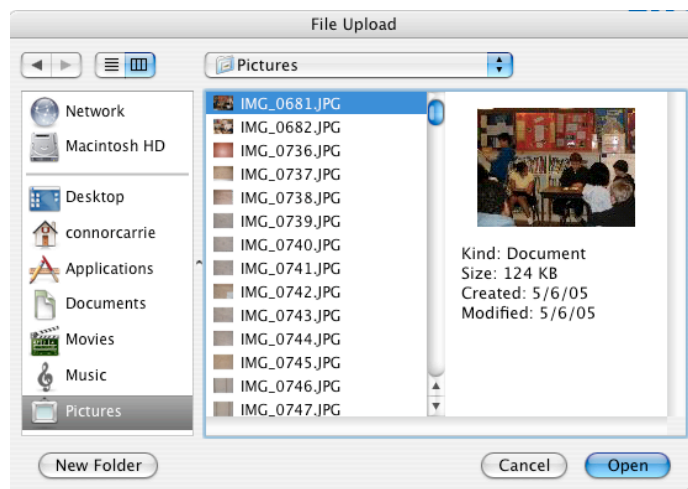 File Upload
Pictures
Network
Macintosh HD
Desktop
connorcarrie
Applications
Documents
Movies
Music
Pictures
IMG_0681.JPG
IMG_0682.JPG
IMG_0736.JPG
IMG_0737.JPG
IMG_0738.JPG
IMG_0739.JPG
IMG_0740.JPG
IMG_0741.JPG
IMG_0742.JPG
IMG_0743.JPG
IMG_0744.JPG
IMG_0745.JPG
IMG_0746.JPG
IMG_0747.JPG
Kind: Document
Size: 124 KB
Created: 5/6/05
Modified: 5/6/05
New Folder
Cancel
Open